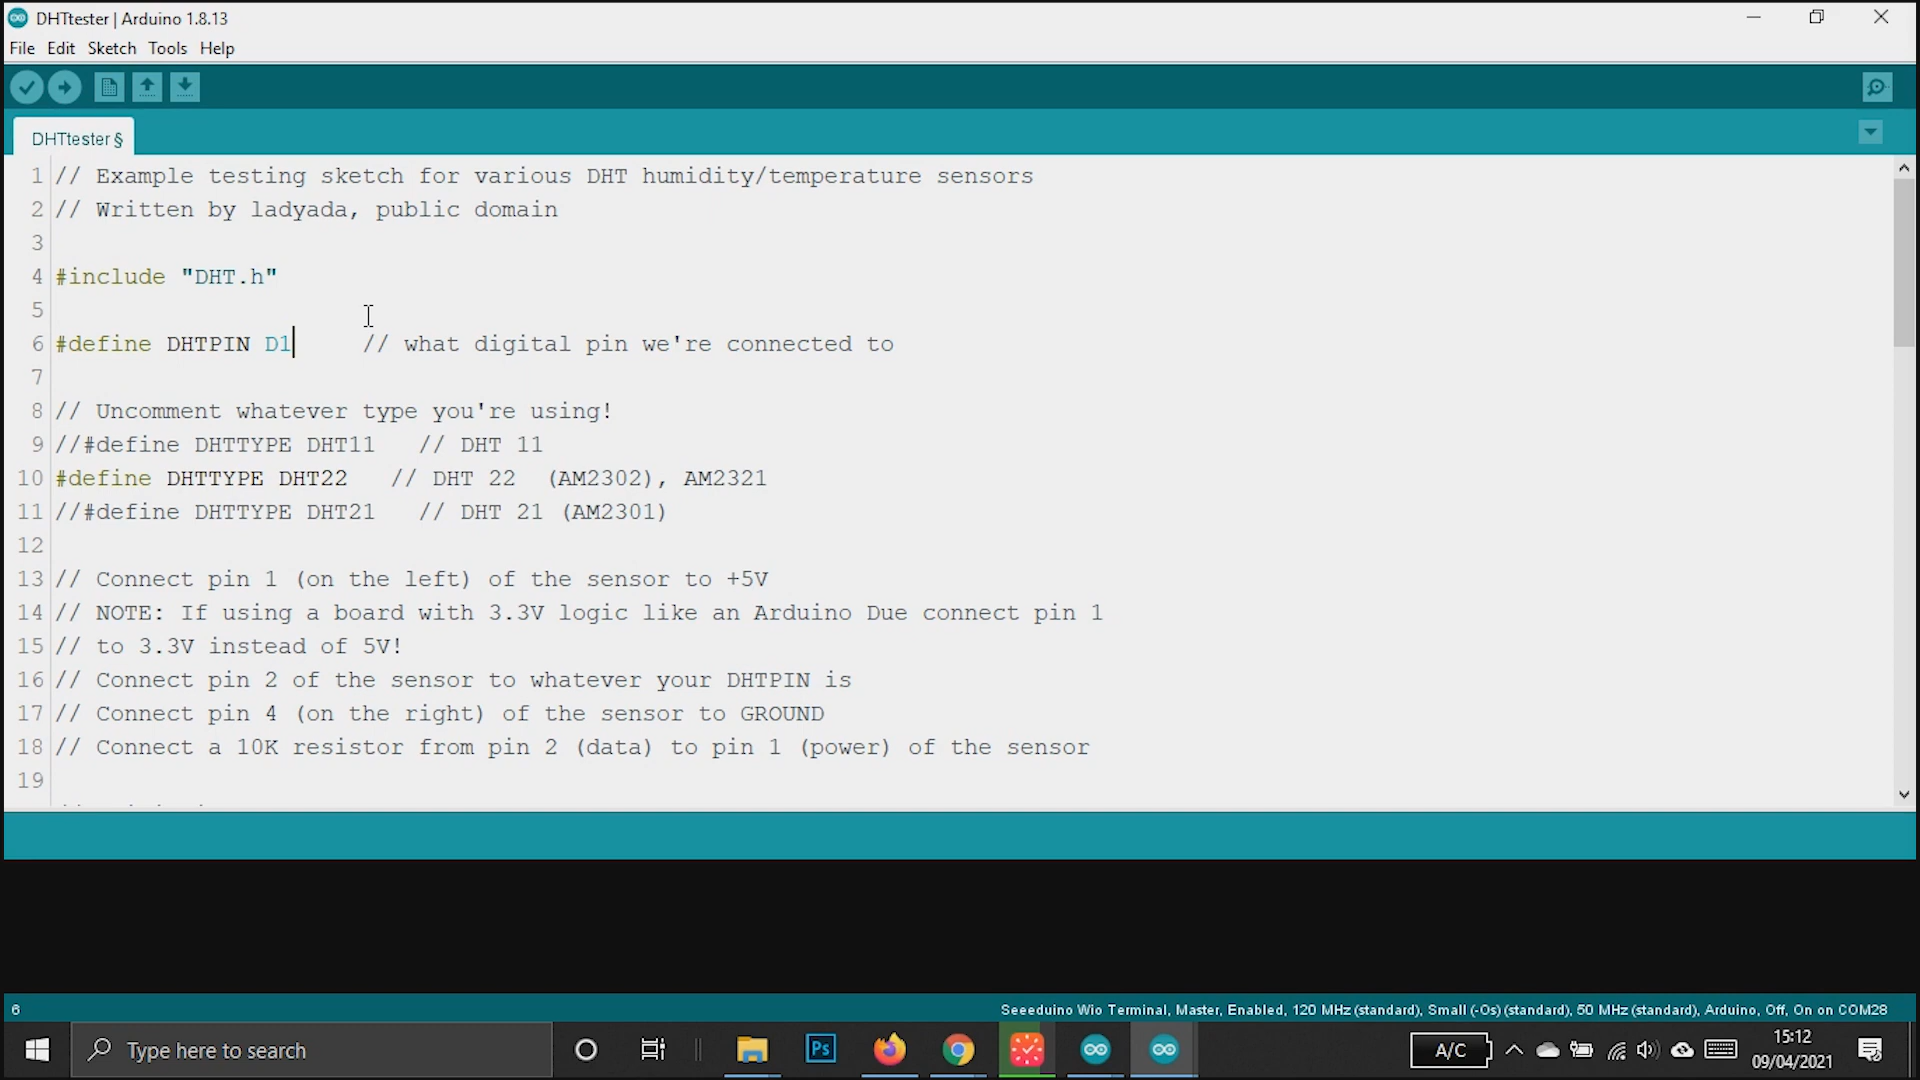 DHTtester | Arduino 1.8.13
File Edit Sketch Tools Help
DHTtester §
1 // Example testing sketch for various DHT humidity/temperature sensors
2 // Written by ladyada, public domain
3
4 #include "DHT.h"
5
6 #define DHTPIN D1 // what digital pin we're connected to
7
8 // Uncomment whatever type you're using!
9 //#define DHTTYPE DHT11 // DHT 11
10 #define DHTTYPE DHT22 // DHT 22 (AM2302), AM2321
11 //#define DHTTYPE DHT21 // DHT 21 (AM2301)
12
13 // Connect pin 1 (on the left) of the sensor to +5V
14 // NOTE: If using a board with 3.3V logic like an Arduino Due connect pin 1
15 // to 3.3V instead of 5V!
16 // Connect pin 2 of the sensor to whatever your DHTPIN is
17 // Connect pin 4 (on the right) of the sensor to GROUND
18 // Connect a 10K resistor from pin 2 (data) to pin 1 (power) of the sensor
19
6 Seeeduino Wio Terminal, Master, Enabled, 120 MHz (standard), Small (-Os) (standard), 50 MHz (standard), Arduino, Off, On on COM28
Type here to search
Ps
A/C
15:12
09/04/2021